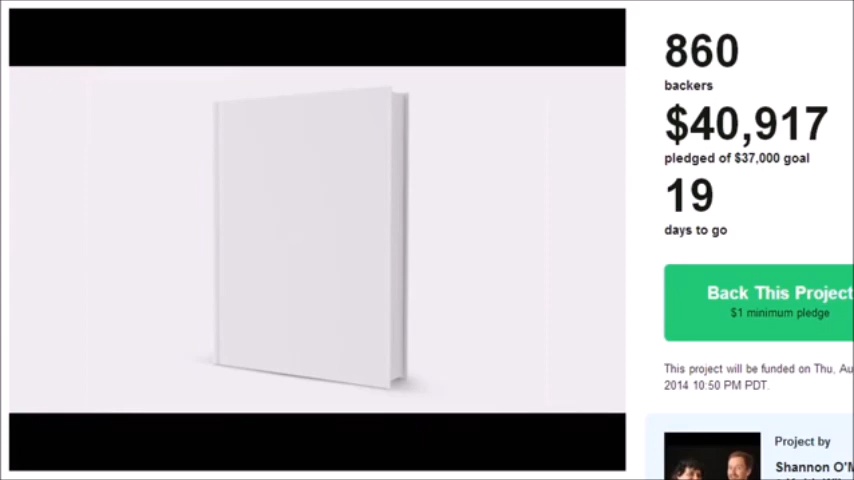 860
backers
$40,917
pledged of $37,000 goal
19
days to go
Back This Project
$1 minimum pledge
This project will be funded on Thu,
2014 10:50 PM PDT.
Project by
Shannon